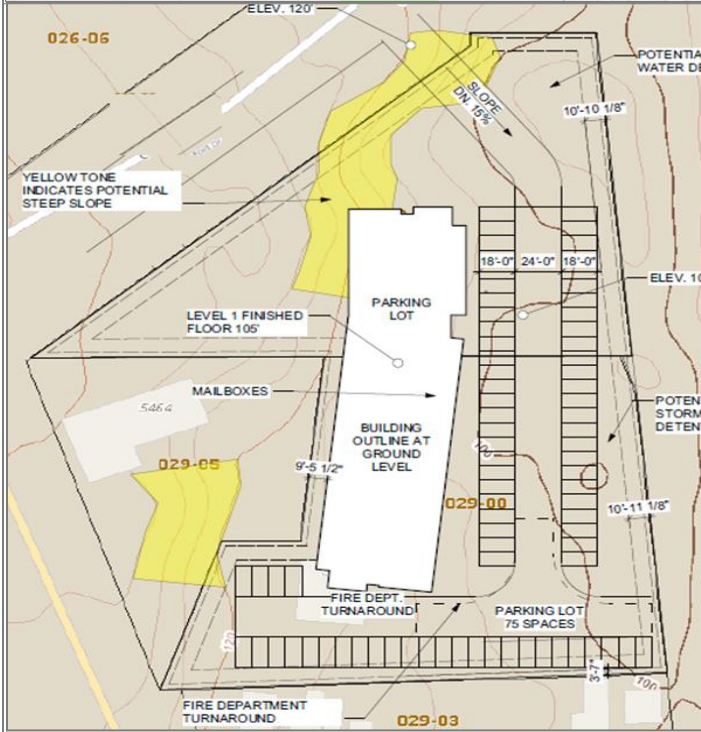 ELEV. 120'
026-06
POTENTIA
WATER DE
SLOPE
DN. 15%
10'-10 1/8"
YELLOW TONE
INDICATES POTENTIAL
STEEP SLOPE
18'-0"
24'-0"
18'-0"
ELEV. 10
PARKING
LOT
LEVEL 1 FINISHED
FLOOR 105'
MAILBOXES
5464
POTEN
STORM
DETEN
BUILDING
OUTLINE AT
GROUND
LEVEL
100
029-05
9'-5 1/2"
029-00
10'-11 1/8"
FIRE DEPT.
TURNAROUND
PARKING LOT
75 SPACES
120
3'-7"
100
FIRE DEPARTMENT
TURNAROUND
029-03